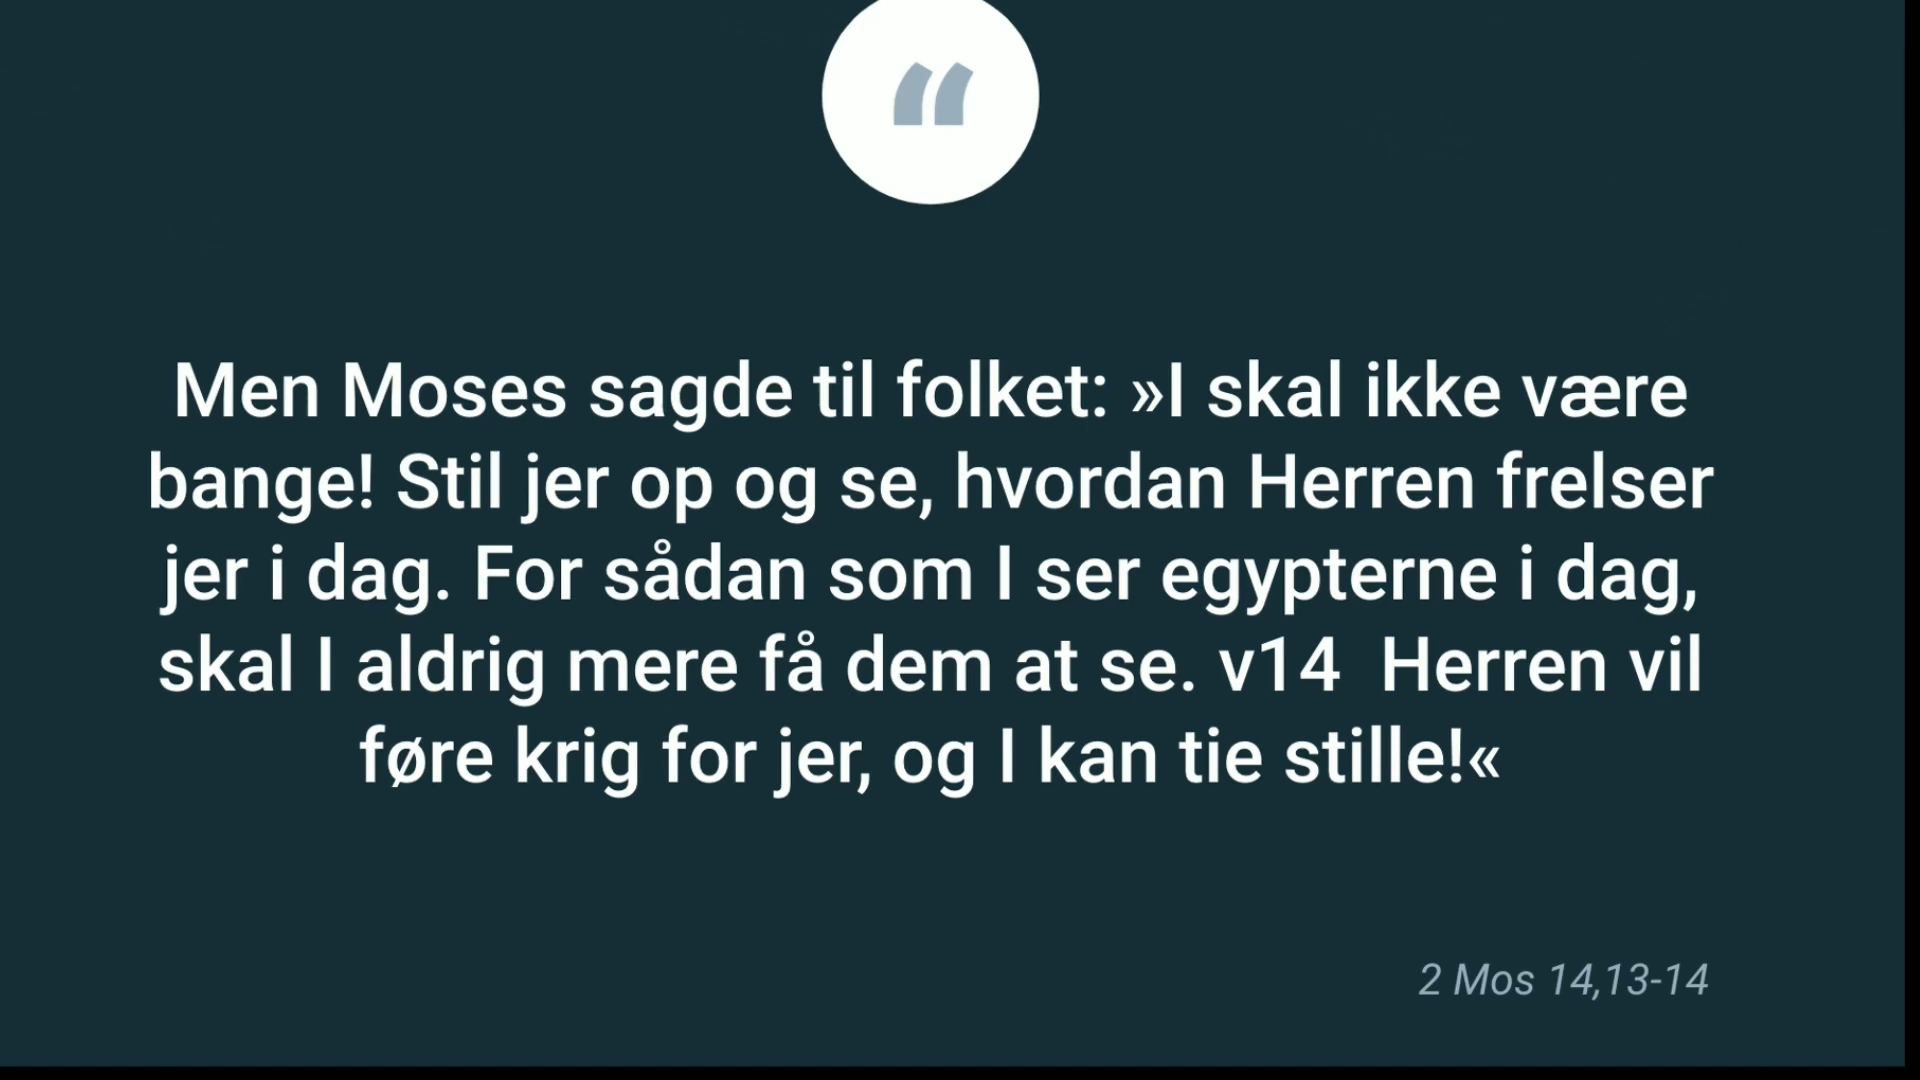 “
Men Moses sagde til folket: »I skal ikke være
bange! Stil jer op og se, hvordan Herren frelser
jer i dag. For sådan som I ser egypterne i dag,
skal I aldrig mere få dem at se. v14  Herren vil
føre krig for jer, og I kan tie stille!«
2 Mos 14,13-14